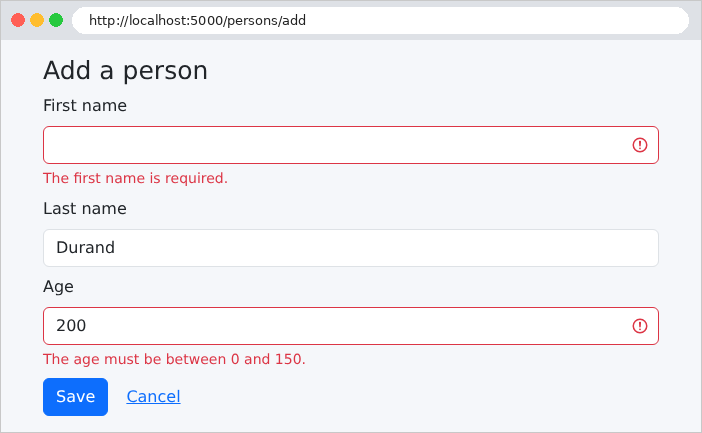 http://localhost:5000/persons/add
Add a person
First name
The first name is required.
Last name
Durand
Age
200
The age must be between 0 and 150.
Save Cancel